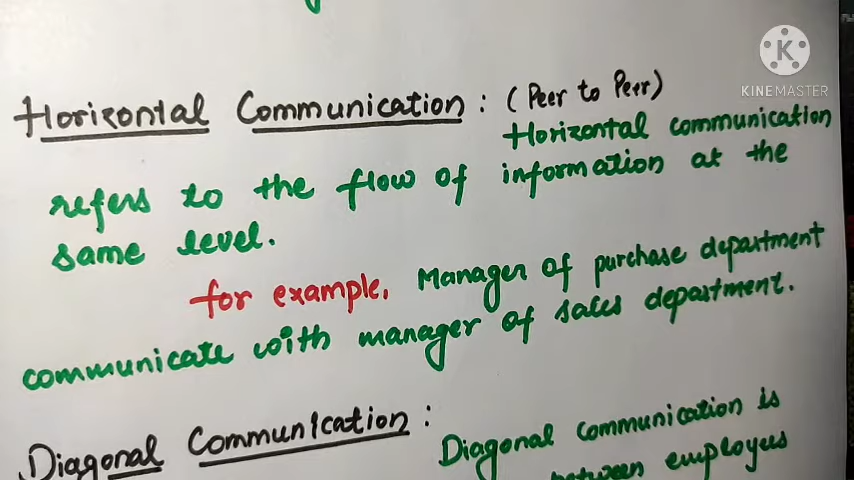 K
KINEMASTER
Horizontal Communication : (Peer to Peer)
Horizontal communication
refers to the flow of information at the
same level.
for example, Manager of purchase department
communicate with manager of sales department.
Diagonal Communication :
Diagonal communication is
between employees